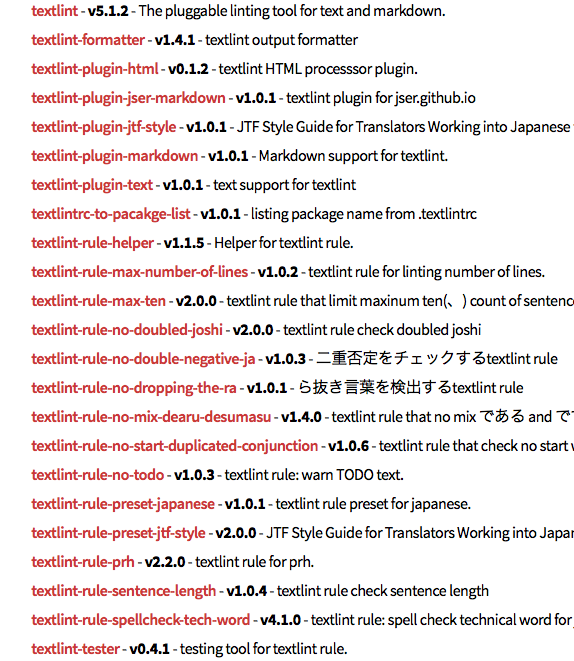 textlint - v5.1.2 - The pluggable linting tool for text and markdown.
textlint-formatter - v1.4.1 - textlint output formatter
textlint-plugin-html - v0.1.2 - textlint HTML processsor plugin.
textlint-plugin-jser-markdown - v1.0.1 - textlint plugin for jser.github.io
textlint-plugin-jtf-style - v1.0.1 - JTF Style Guide for Translators Working into Japanese
textlint-plugin-markdown - v1.0.1 - Markdown support for textlint.
textlint-plugin-text - v1.0.1 - text support for textlint
textlintrc-to-pacakge-list - v1.0.1 - listing package name from .textlintrc
textlint-rule-helper - v1.1.5 - Helper for textlint rule.
textlint-rule-max-number-of-lines - v1.0.2 - textlint rule for linting number of lines.
textlint-rule-max-ten - v2.0.0 - textlint rule that limit maxinum ten(、) count of sentenc
textlint-rule-no-doubled-joshi - v2.0.0 - textlint rule check doubled joshi
textlint-rule-no-double-negative-ja - v1.0.3 - 二重否定をチェックするtextlint rule
textlint-rule-no-dropping-the-ra - v1.0.1 - ら抜き言葉を検出するtextlint rule
textlint-rule-no-mix-dearu-desumasu - v1.4.0 - textlint rule that no mix である and で
textlint-rule-no-start-duplicated-conjunction - v1.0.6 - textlint rule that check no start
textlint-rule-no-todo - v1.0.3 - textlint rule: warn TODO text.
textlint-rule-preset-japanese - v1.0.1 - textlint rule preset for japanese.
textlint-rule-preset-jtf-style - v2.0.0 - JTF Style Guide for Translators Working into Japa
textlint-rule-prh - v2.2.0 - textlint rule for prh.
textlint-rule-sentence-length - v1.0.4 - textlint rule check sentence length
textlint-rule-spellcheck-tech-word - v4.1.0 - textlint rule: spell check technical word for
textlint-tester - v0.4.1 - testing tool for textlint rule.